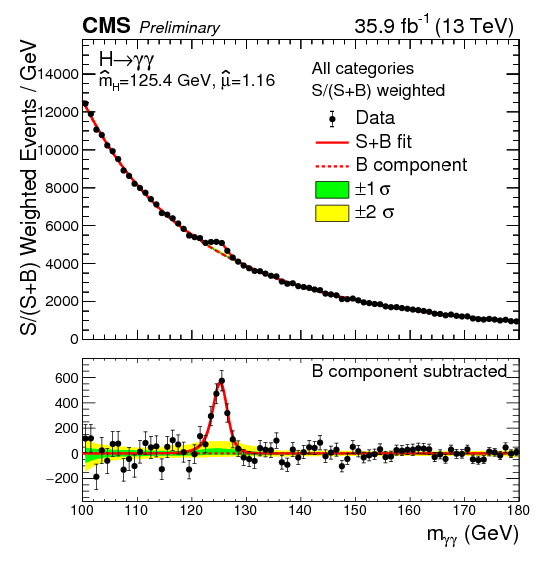 CMS Preliminary 35.9 fb⁻¹ (13 TeV)
S/(S+B) Weighted Events / GeV
H→γγ
m̂_H=125.4 GeV, μ̂=1.16
All categories
S/(S+B) weighted
Data
S+B fit
B component
±1 σ
±2 σ
14000
12000
10000
8000
6000
4000
2000
0
B component subtracted
600
400
200
0
−200
100 110 120 130 140 150 160 170 180
m_γγ (GeV)